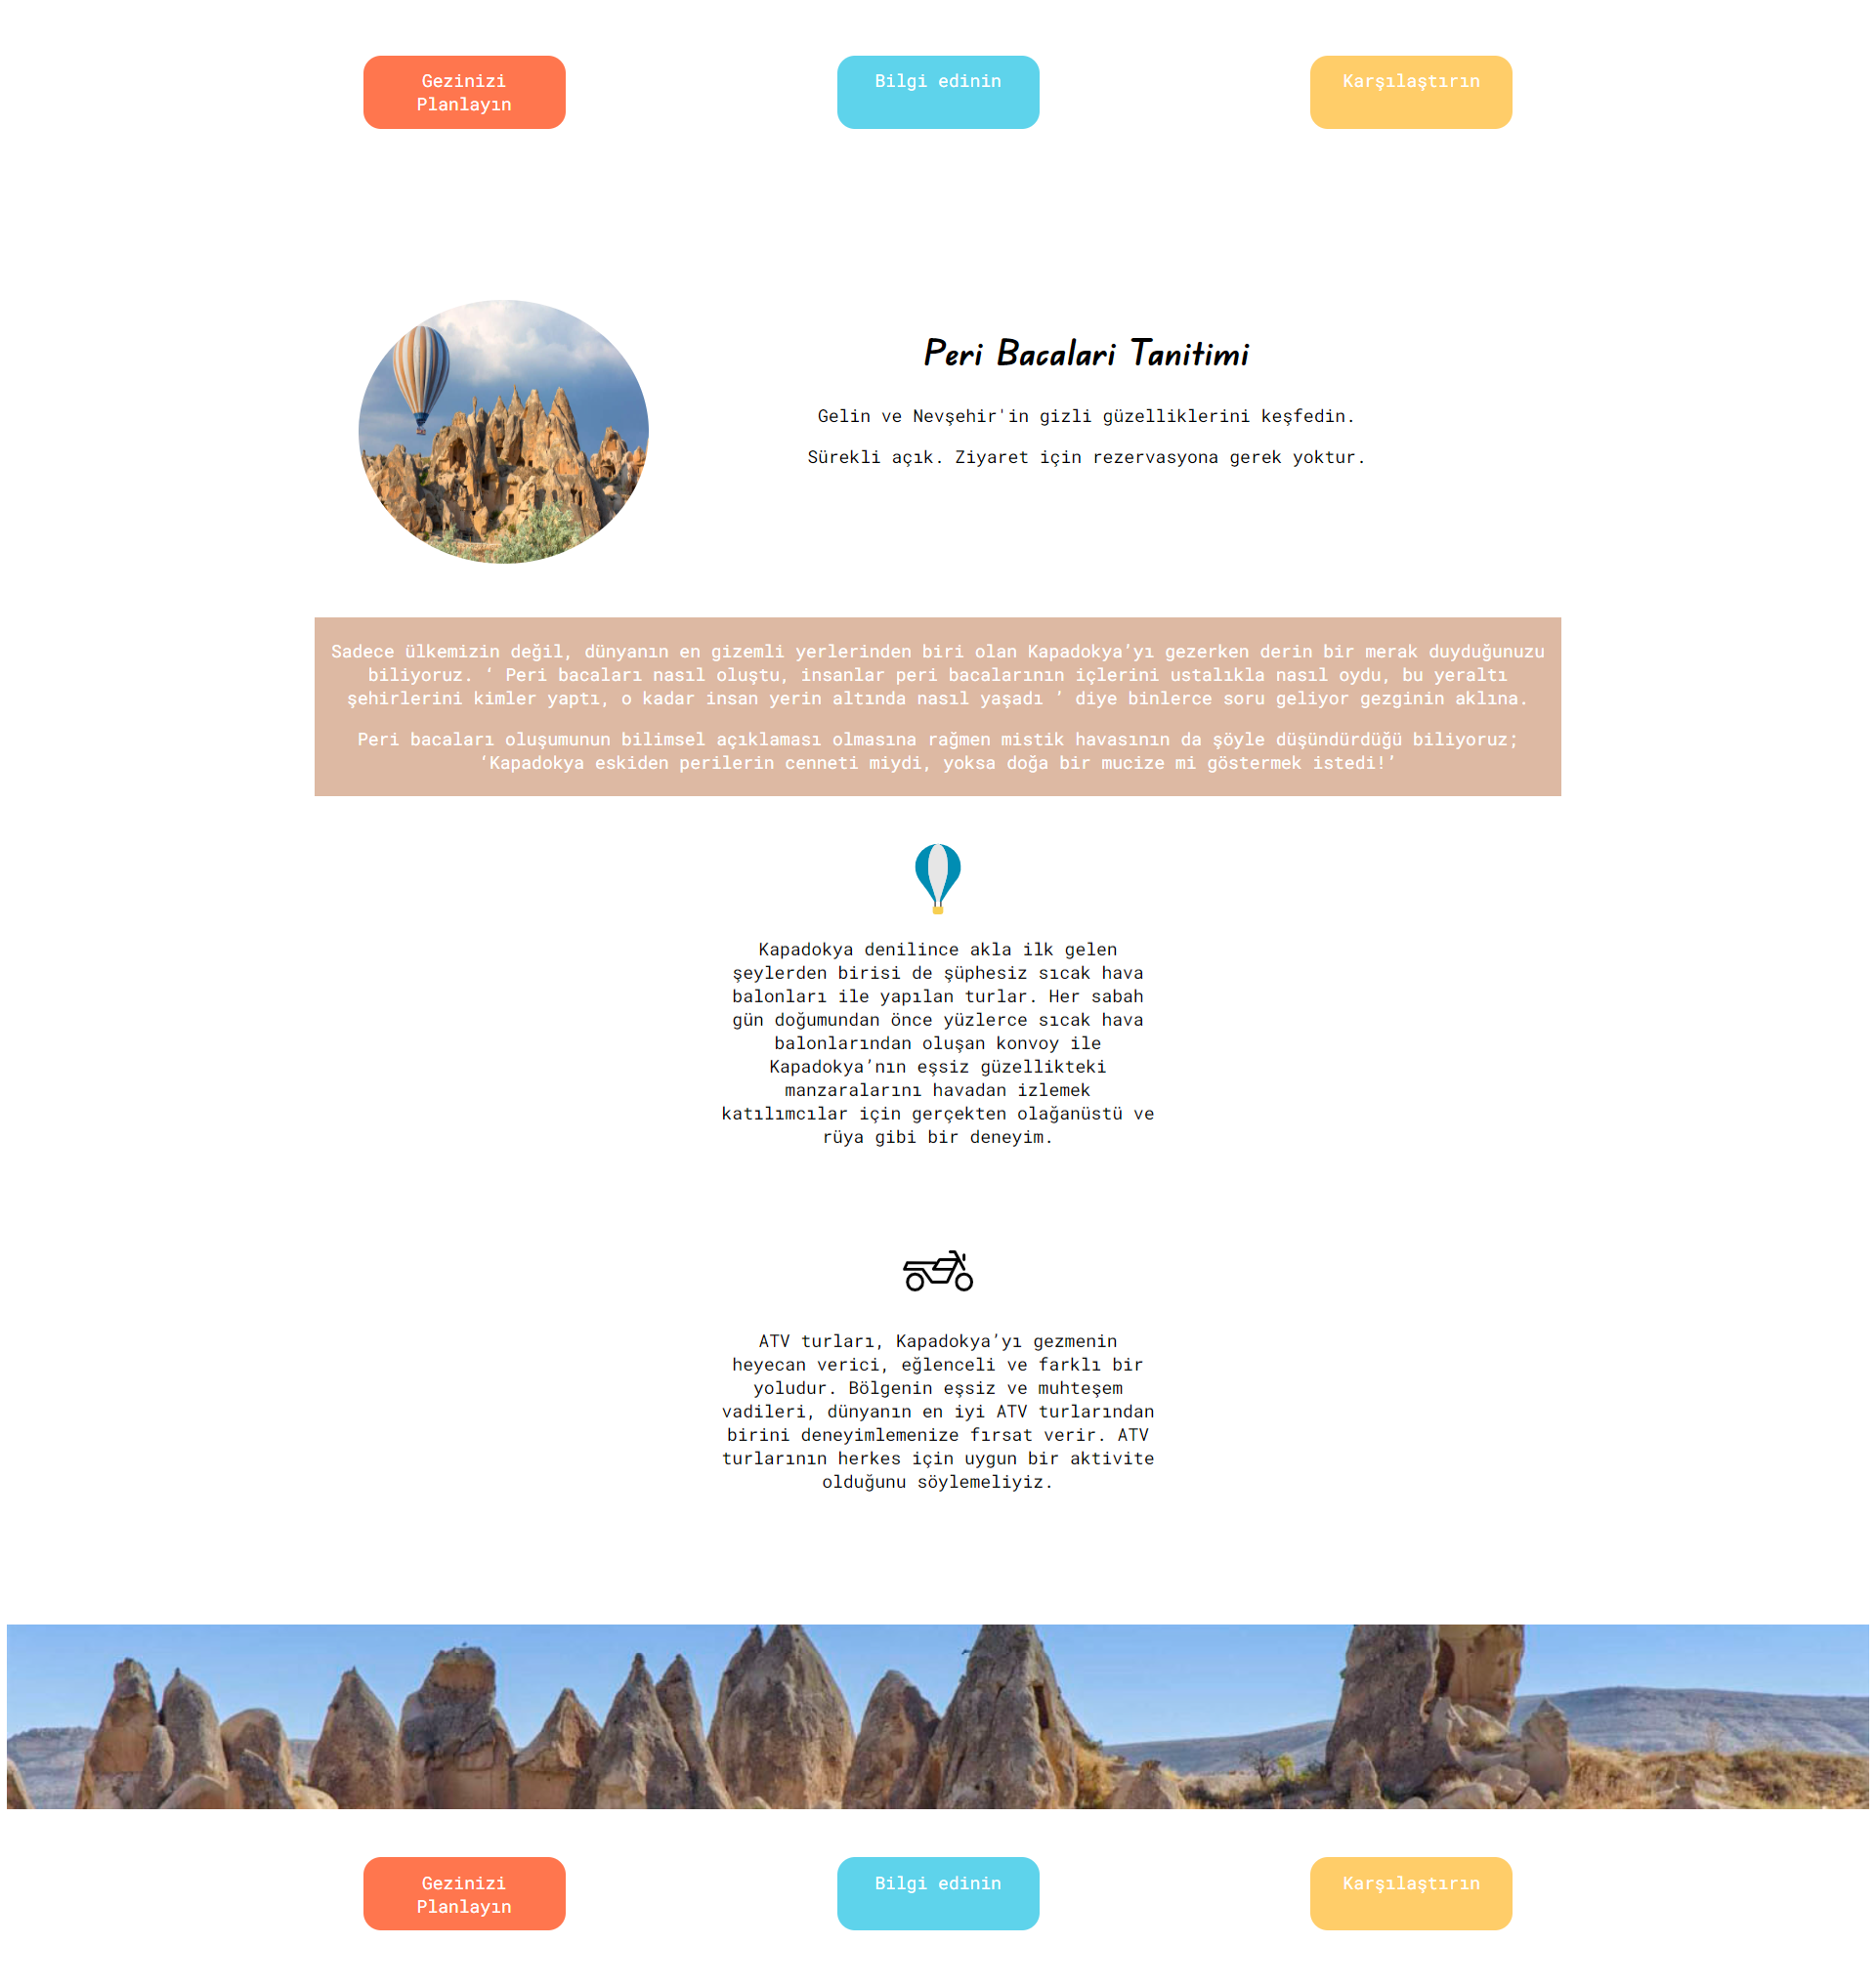 Gezinizi
Planlayın
Bilgi edinin
Karşılaştırın
Peri Bacalari Tanitimi
Gelin ve Nevşehir'in gizli güzelliklerini keşfedin.
Sürekli açık. Ziyaret için rezervasyona gerek yoktur.
Sadece ülkemizin değil, dünyanın en gizemli yerlerinden biri olan Kapadokya’yı gezerken derin bir merak duyduğunuzu
biliyoruz. ‘ Peri bacaları nasıl oluştu, insanlar peri bacalarının içlerini ustalıkla nasıl oydu, bu yeraltı
şehirlerini kimler yaptı, o kadar insan yerin altında nasıl yaşadı ’ diye binlerce soru geliyor gezginin aklına.
Peri bacaları oluşumunun bilimsel açıklaması olmasına rağmen mistik havasının da şöyle düşündürdüğü biliyoruz;
‘Kapadokya eskiden perilerin cenneti miydi, yoksa doğa bir mucize mi göstermek istedi!’
Kapadokya denilince akla ilk gelen
şeylerden birisi de şüphesiz sıcak hava
balonları ile yapılan turlar. Her sabah
gün doğumundan önce yüzlerce sıcak hava
balonlarından oluşan konvoy ile
Kapadokya’nın eşsiz güzellikteki
manzaralarını havadan izlemek
katılımcılar için gerçekten olağanüstü ve
rüya gibi bir deneyim.
ATV turları, Kapadokya’yı gezmenin
heyecan verici, eğlenceli ve farklı bir
yoludur. Bölgenin eşsiz ve muhteşem
vadileri, dünyanın en iyi ATV turlarından
birini deneyimlemenize fırsat verir. ATV
turlarının herkes için uygun bir aktivite
olduğunu söylemeliyiz.
Gezinizi
Planlayın
Bilgi edinin
Karşılaştırın